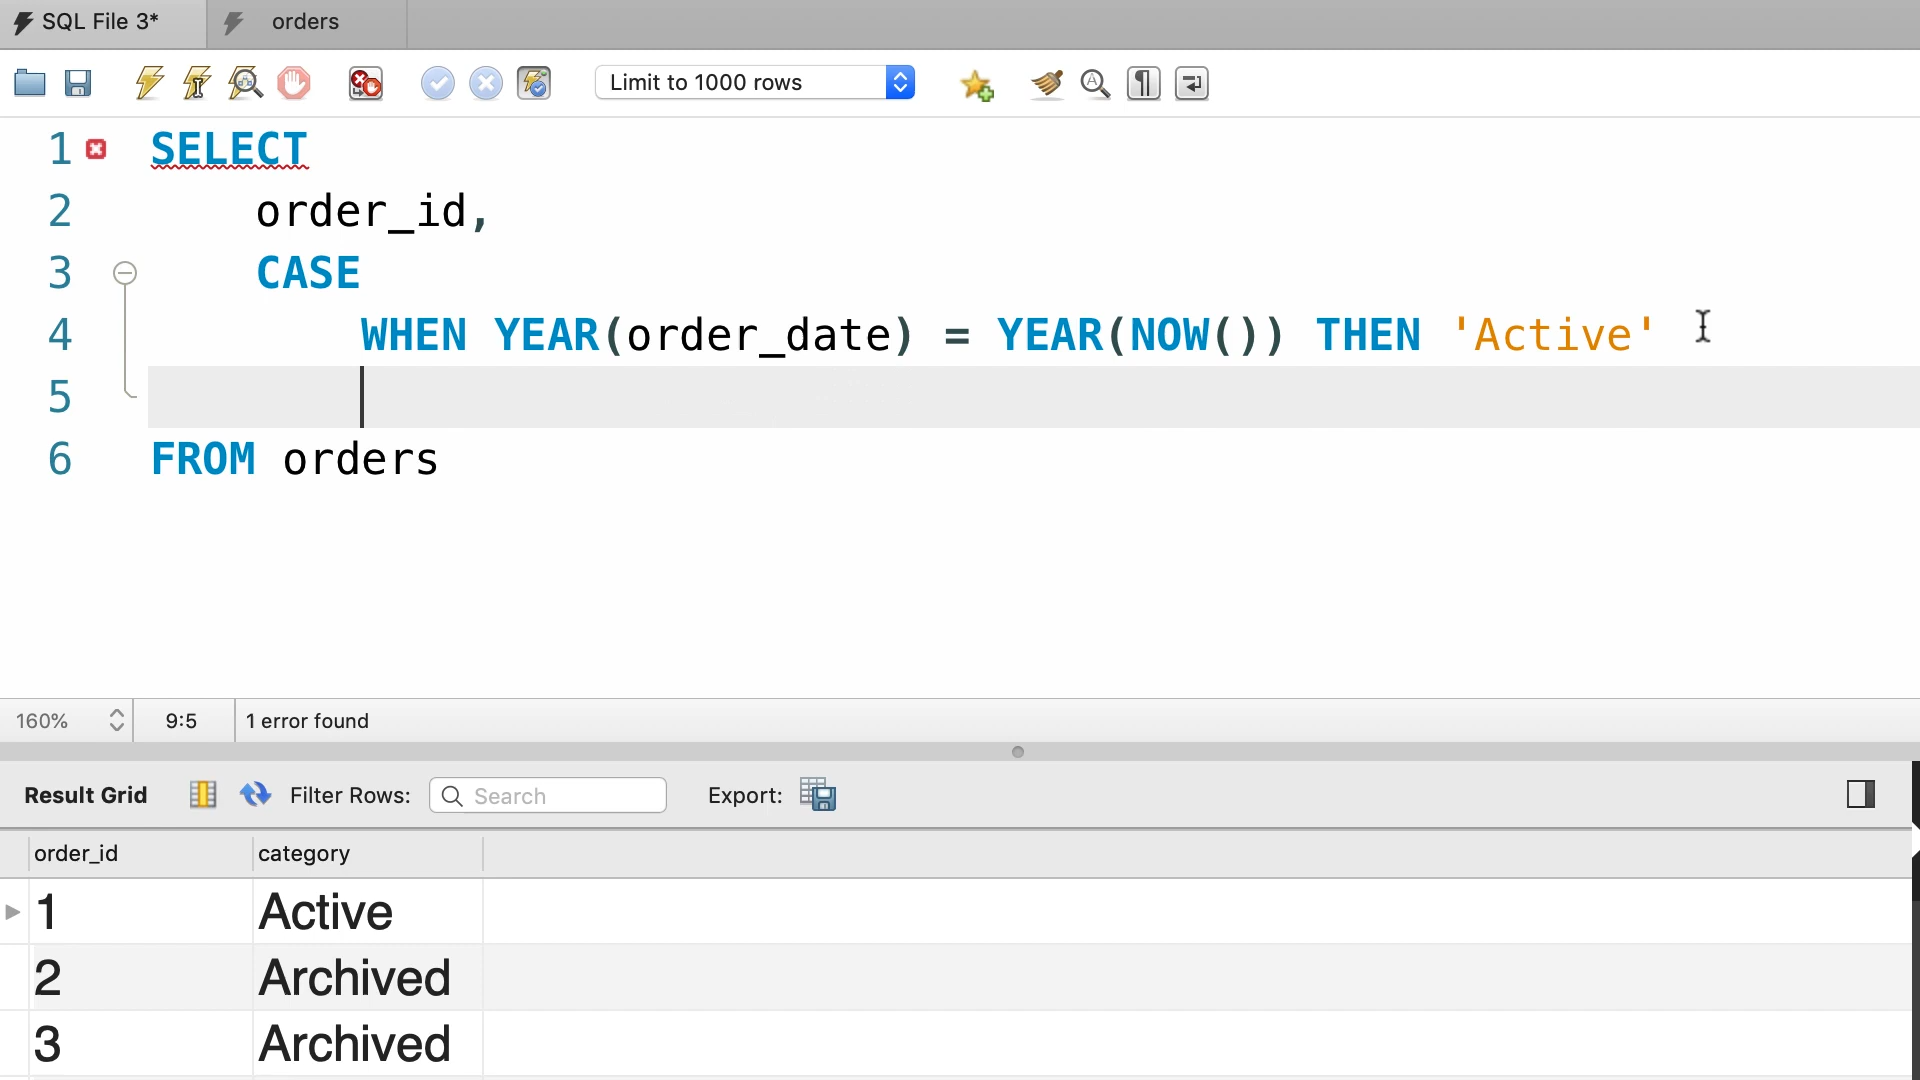 SQL File 3* orders
Limit to 1000 rows
1 SELECT
2 order_id,
3 CASE
4 WHEN YEAR(order_date) = YEAR(NOW()) THEN 'Active'
5
6 FROM orders
160% 9:5 1 error found
Result Grid Filter Rows: Search Export:
order_id category
1 Active
2 Archived
3 Archived